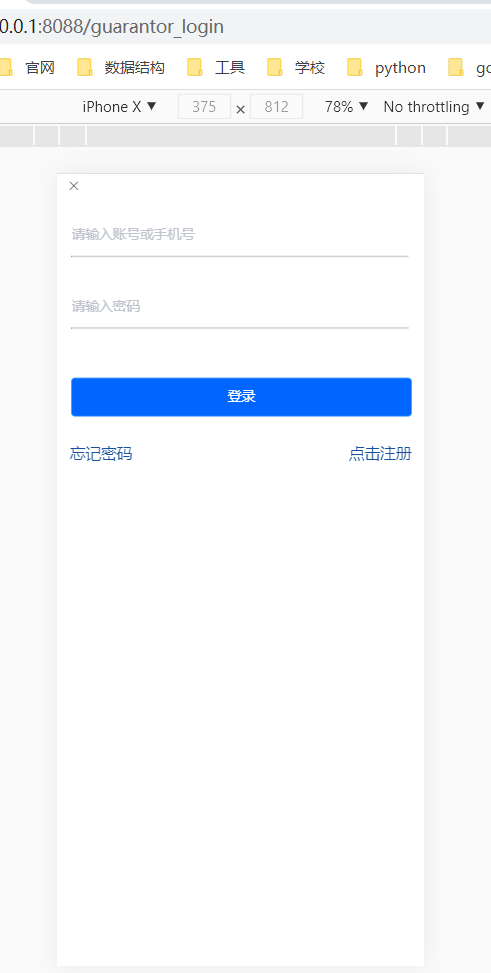 0.0.1:8088/guarantor_login
官网 数据结构 工具 学校 python go
iPhone X ▼ 375 × 812 78% ▼ No throttling ▼
×
请输入账号或手机号
请输入密码
登录
忘记密码 点击注册